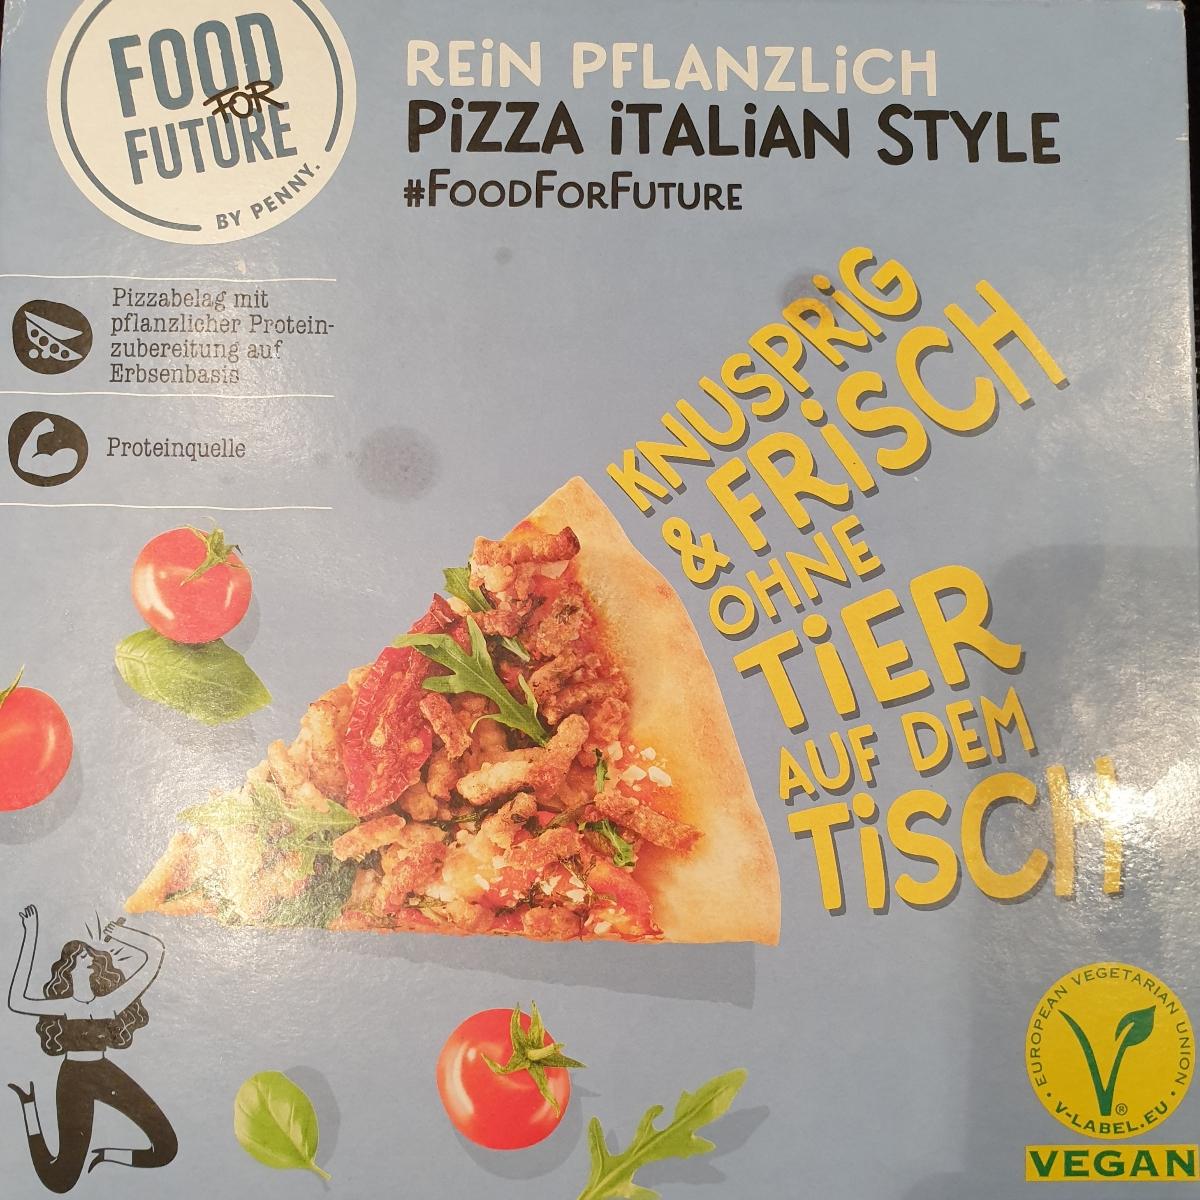 FOOD
FOR
FUTURE
BY PENNY.
REiN PFLANZLiCH
PiZZA iTALiAN STYLE
#FOODFORFUTURE
Pizzabelag mit
pflanzlicher Protein-
zubereitung auf
Erbsenbasis
Proteinquelle
KNUSPRiG
& FRiSCH
OHNE
TiER
AUF DEM
TiSCH
EUROPEAN VEGETARIAN UNION
V-LABEL.EU
®
VEGAN